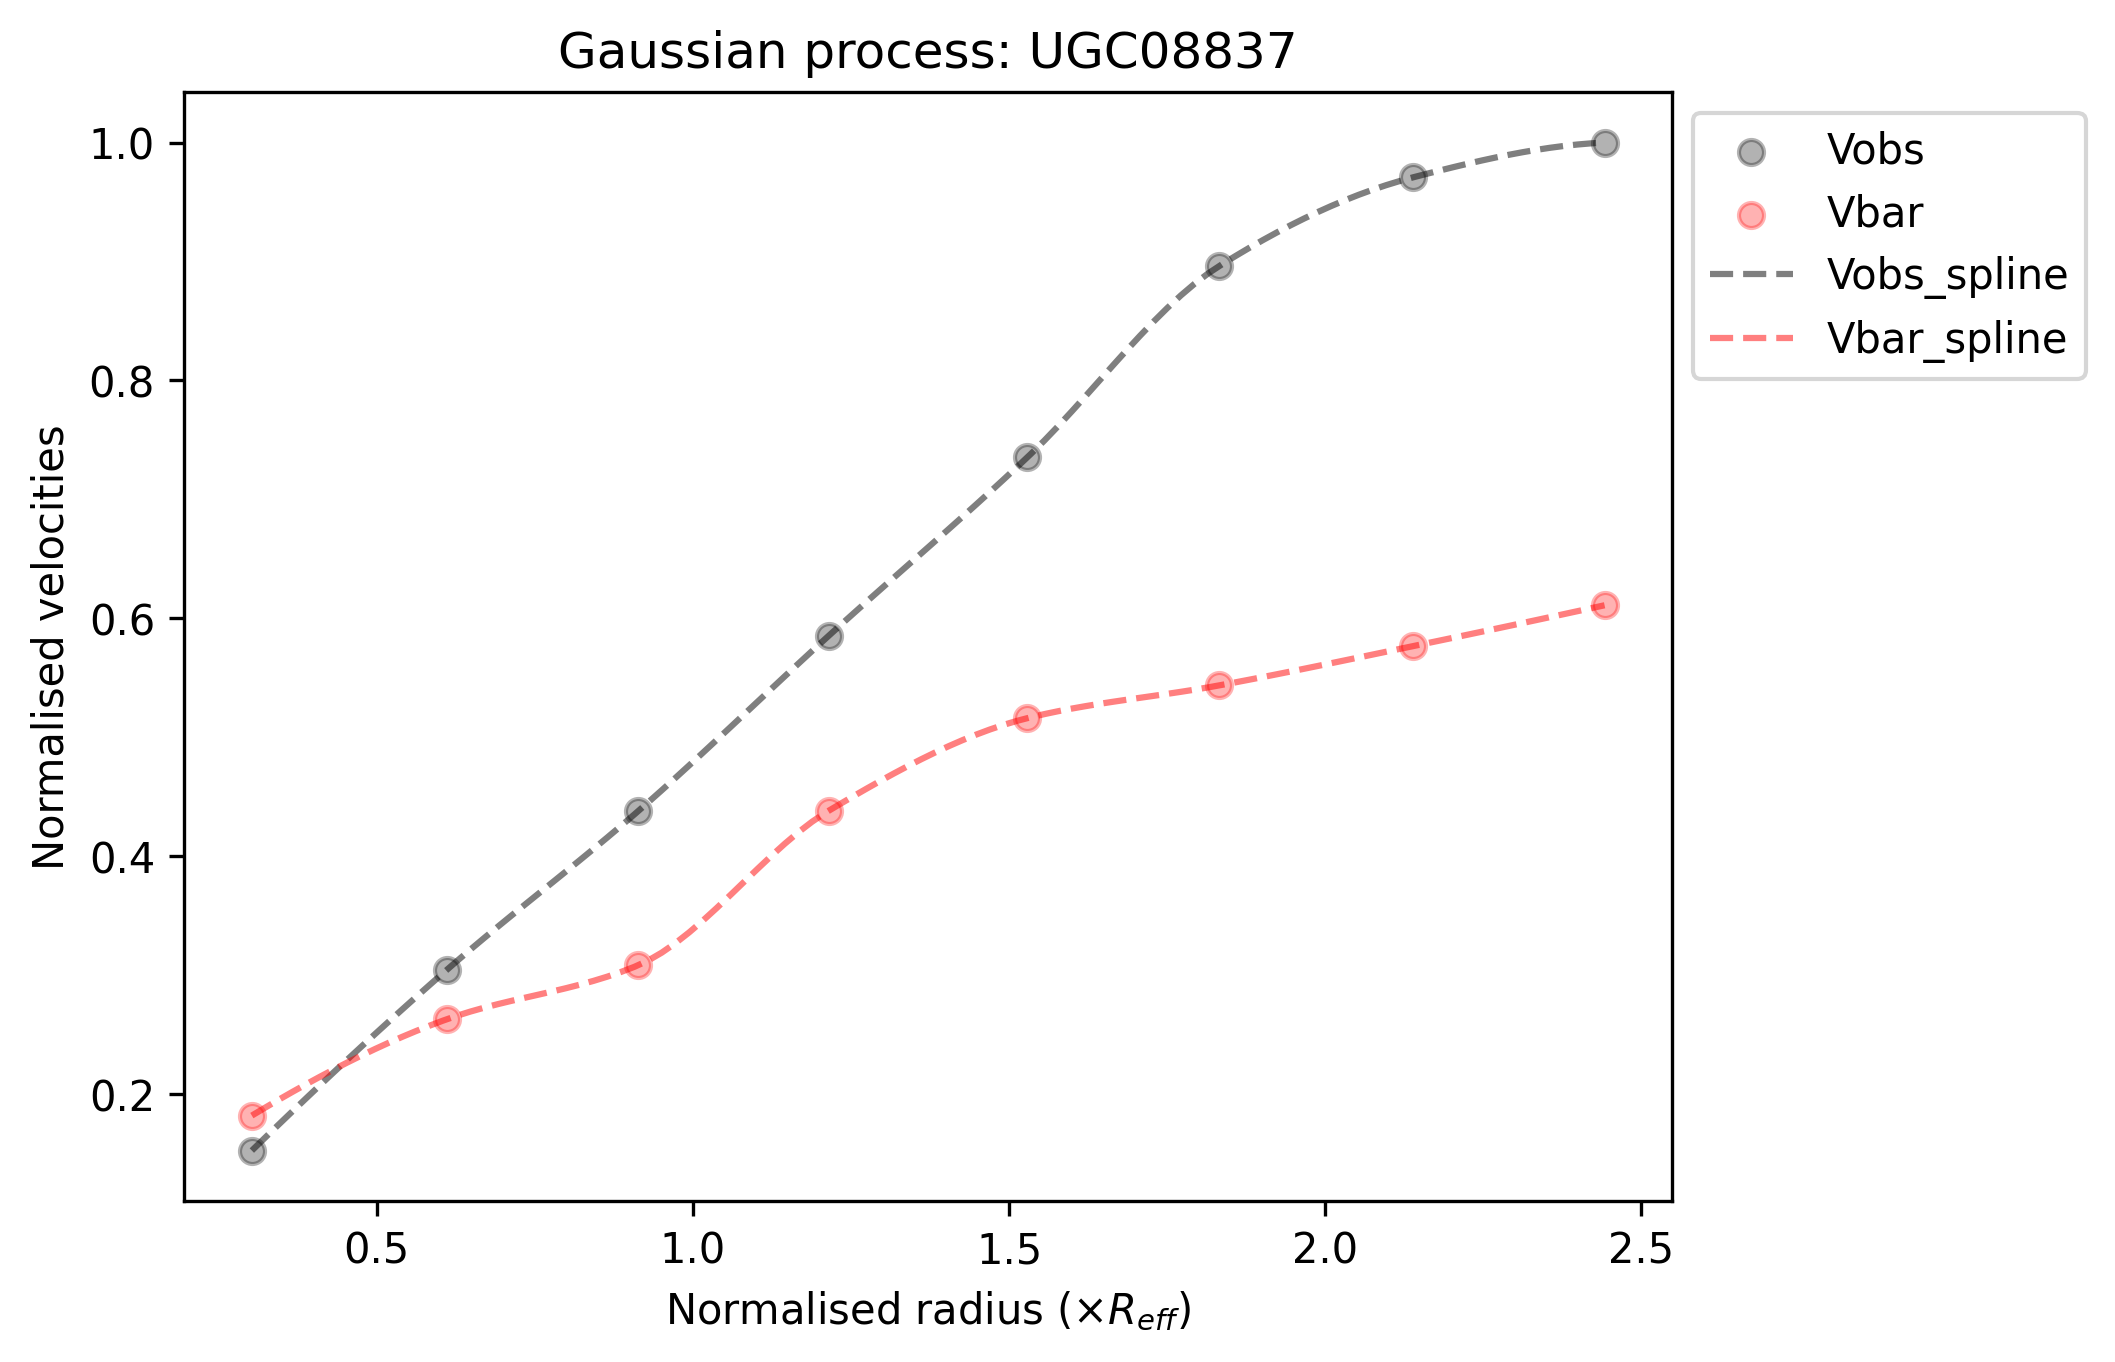 Gaussian process: UGC08837
1.0
0.8
0.6
0.4
0.2
Normalised velocities
0.5 1.0 1.5 2.0 2.5
Normalised radius (×R_eff)
Vobs
Vbar
Vobs_spline
Vbar_spline